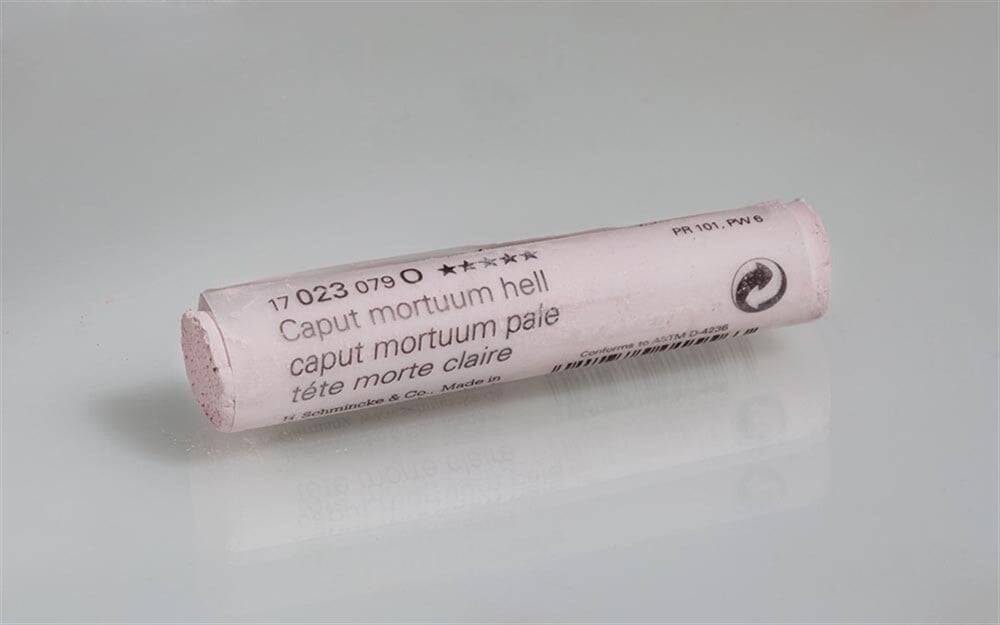 17 023 079 O ★★★★★
Caput mortuum hell
caput mortuum pale
téte morte claire
H. Schmincke & Co., Made in
PR 101, PW 6
Conforms to ASTM D-4236